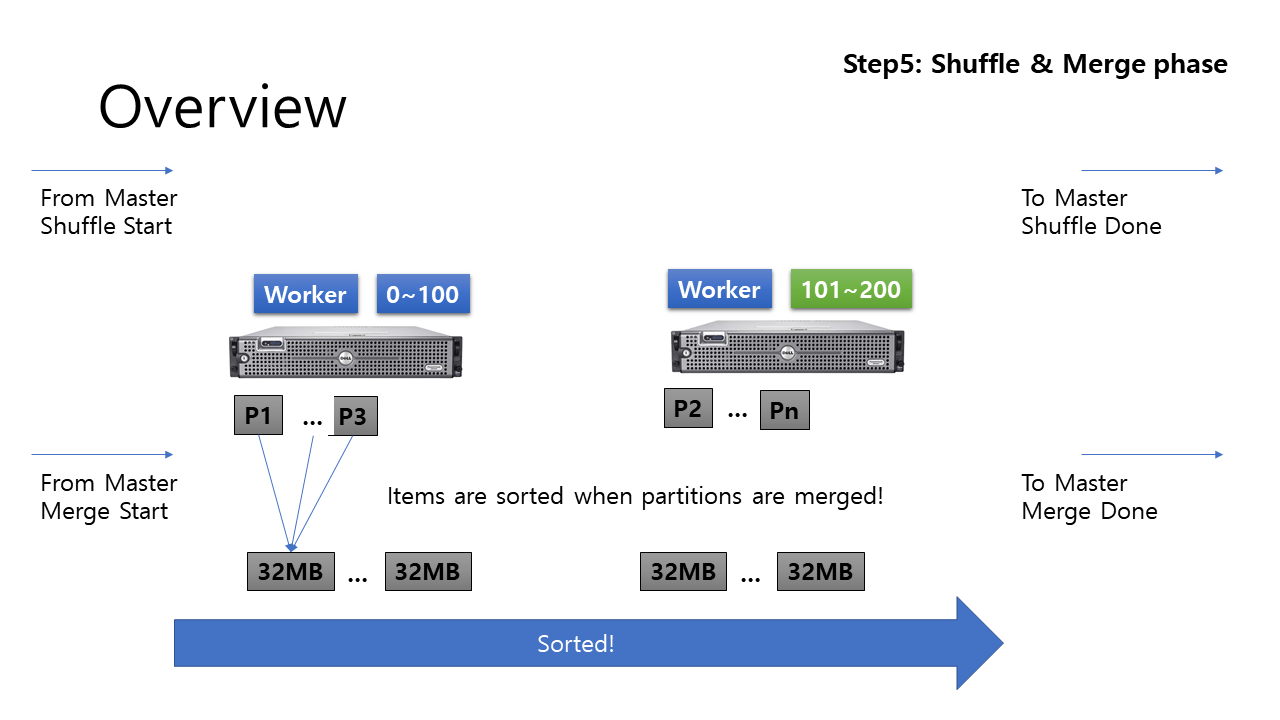 Step5: Shuffle & Merge phase
Overview
From Master
Shuffle Start
To Master
Shuffle Done
Worker
0~100
Worker
101~200
P1
...
P3
P2
...
Pn
From Master
Merge Start
To Master
Merge Done
Items are sorted when partitions are merged!
32MB
...
32MB
32MB
...
32MB
Sorted!